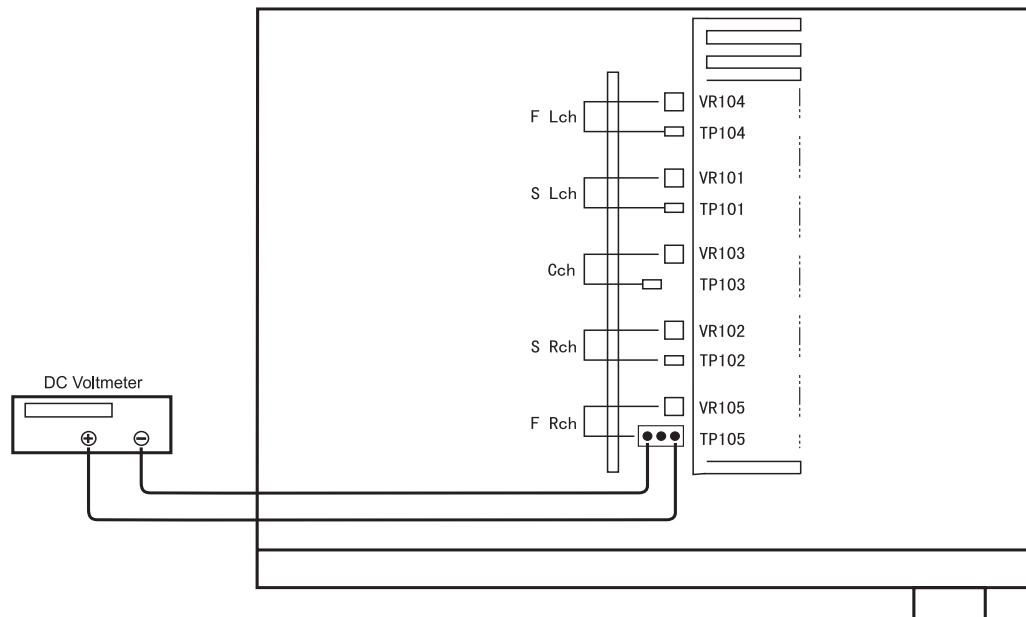 F Lch
VR104
TP104
S Lch
VR101
TP101
Cch
VR103
TP103
S Rch
VR102
TP102
F Rch
VR105
TP105
DC Voltmeter
+ −